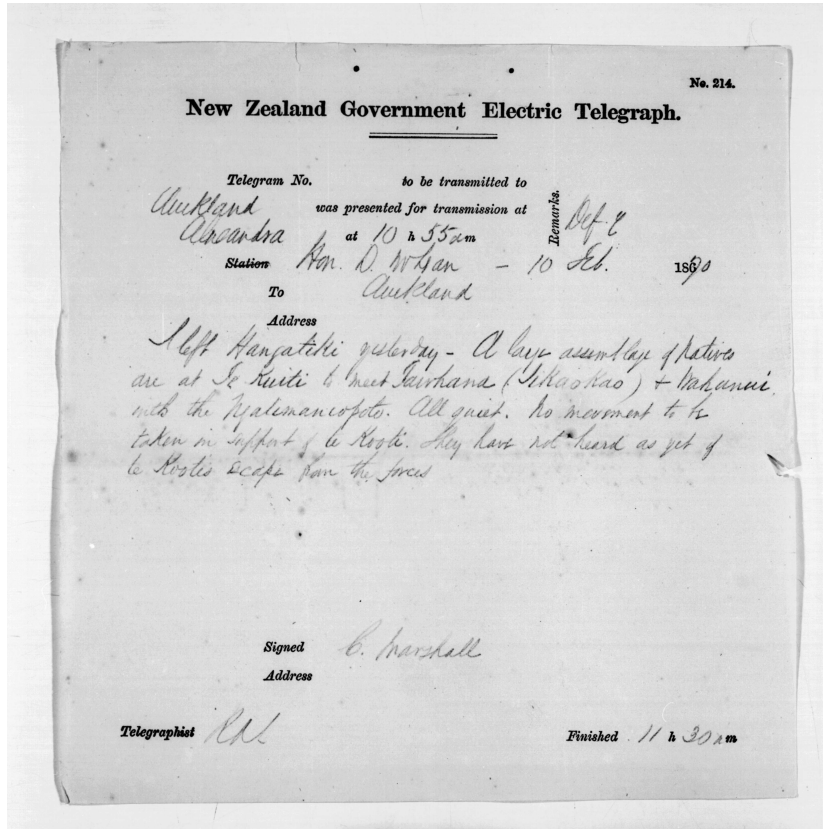 No. 214.
New Zealand Government Electric Telegraph.
Telegram No. to be transmitted to
Auckland was presented for transmission at
Alexandra at 10 h 55 am
Remarks.
Station Hon. D. McLean - 10 Feb. 1870
To Auckland
Address
I left Hangatiki yesterday - A large assemblage of Natives
are at Te Kuiti to meet Tawhana (Tikaokao) & Wahanui
with the Ngatimaniopoto. All quiet. No movement to be
taken in support of te Kooti. They have not heard as yet of
te Kootis escape from the forces
Signed C. Marshall
Address
Telegraphist
Finished 11 h 30 am